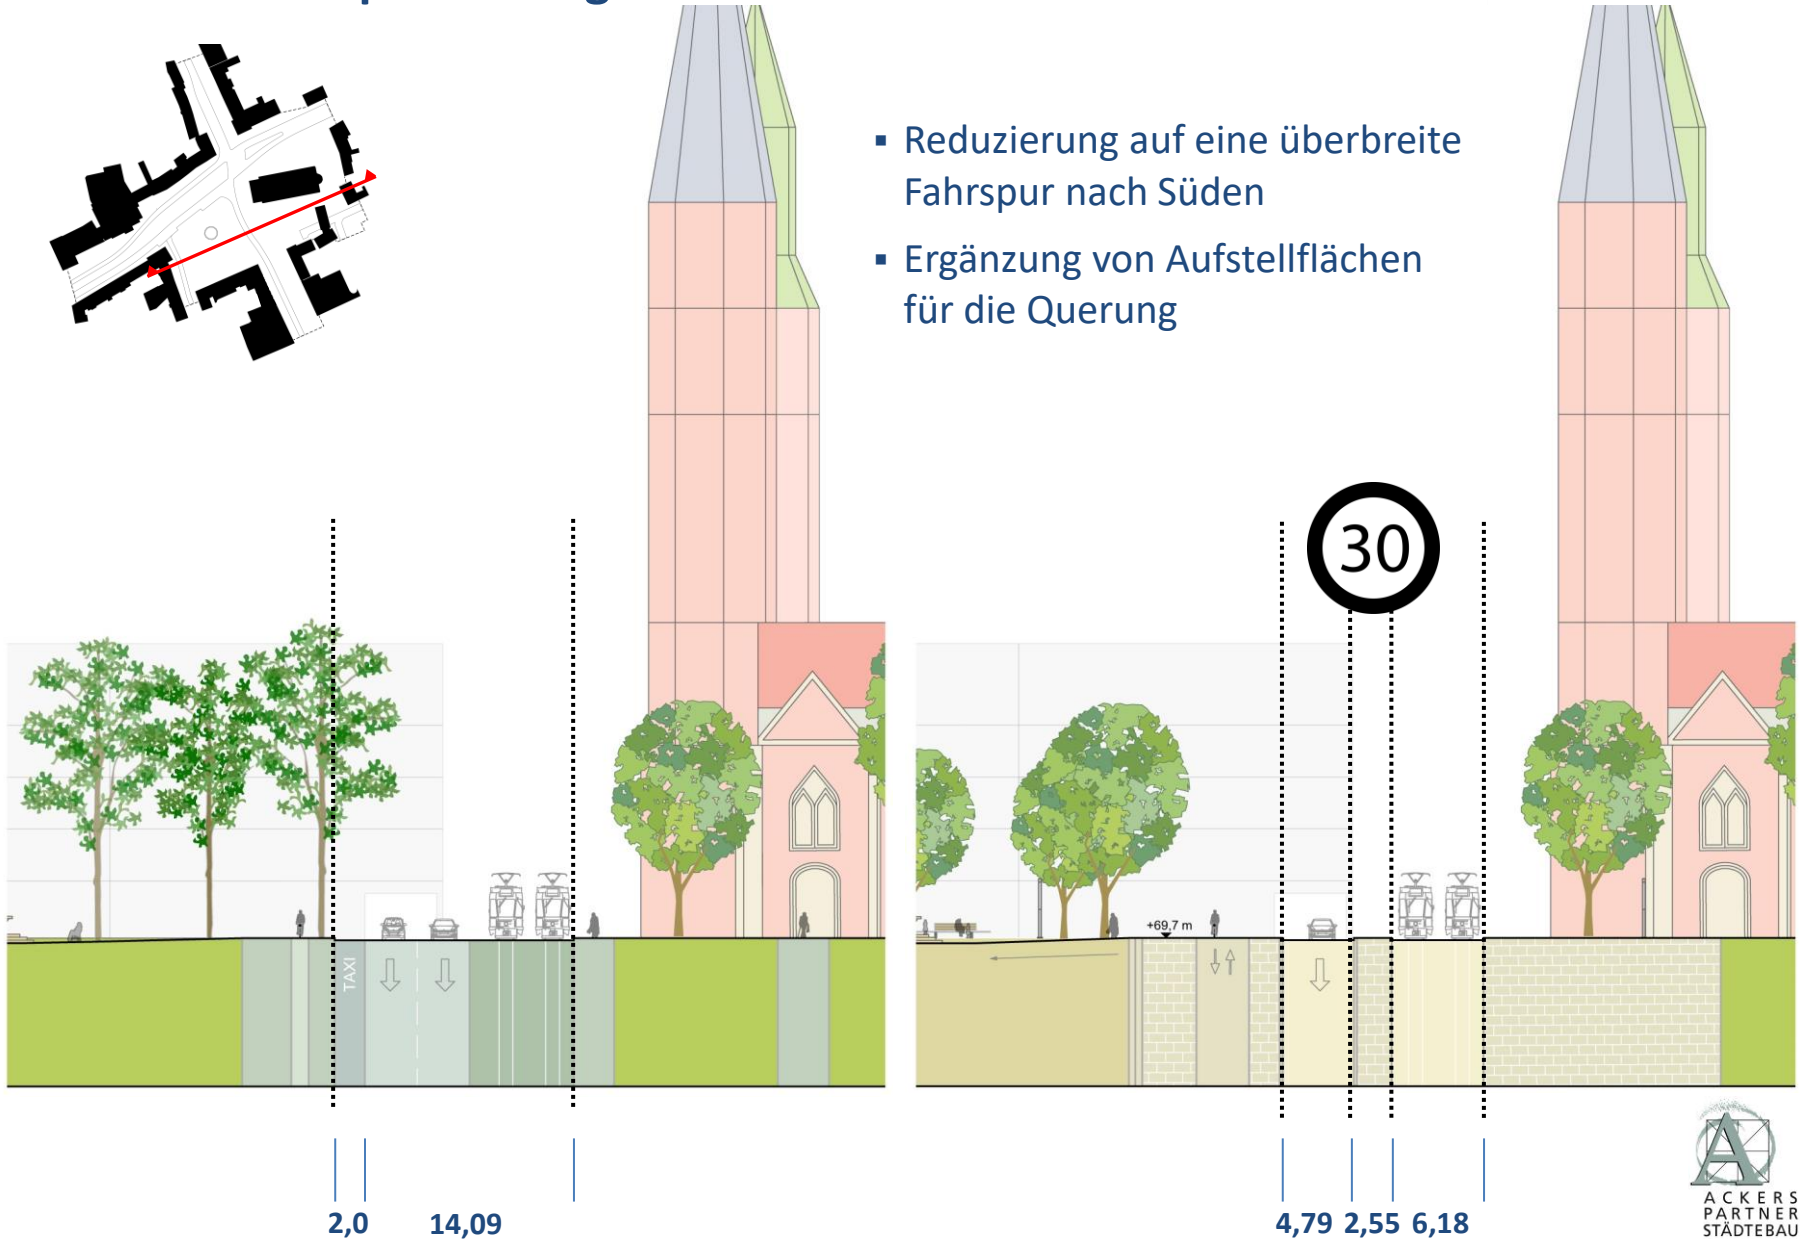 ▪ Reduzierung auf eine überbreite
Fahrspur nach Süden
▪ Ergänzung von Aufstellflächen
für die Querung
30
+69,7 m
TAXI
2,0
14,09
4,79 2,55 6,18
ACKERS
PARTNER
STÄDTEBAU